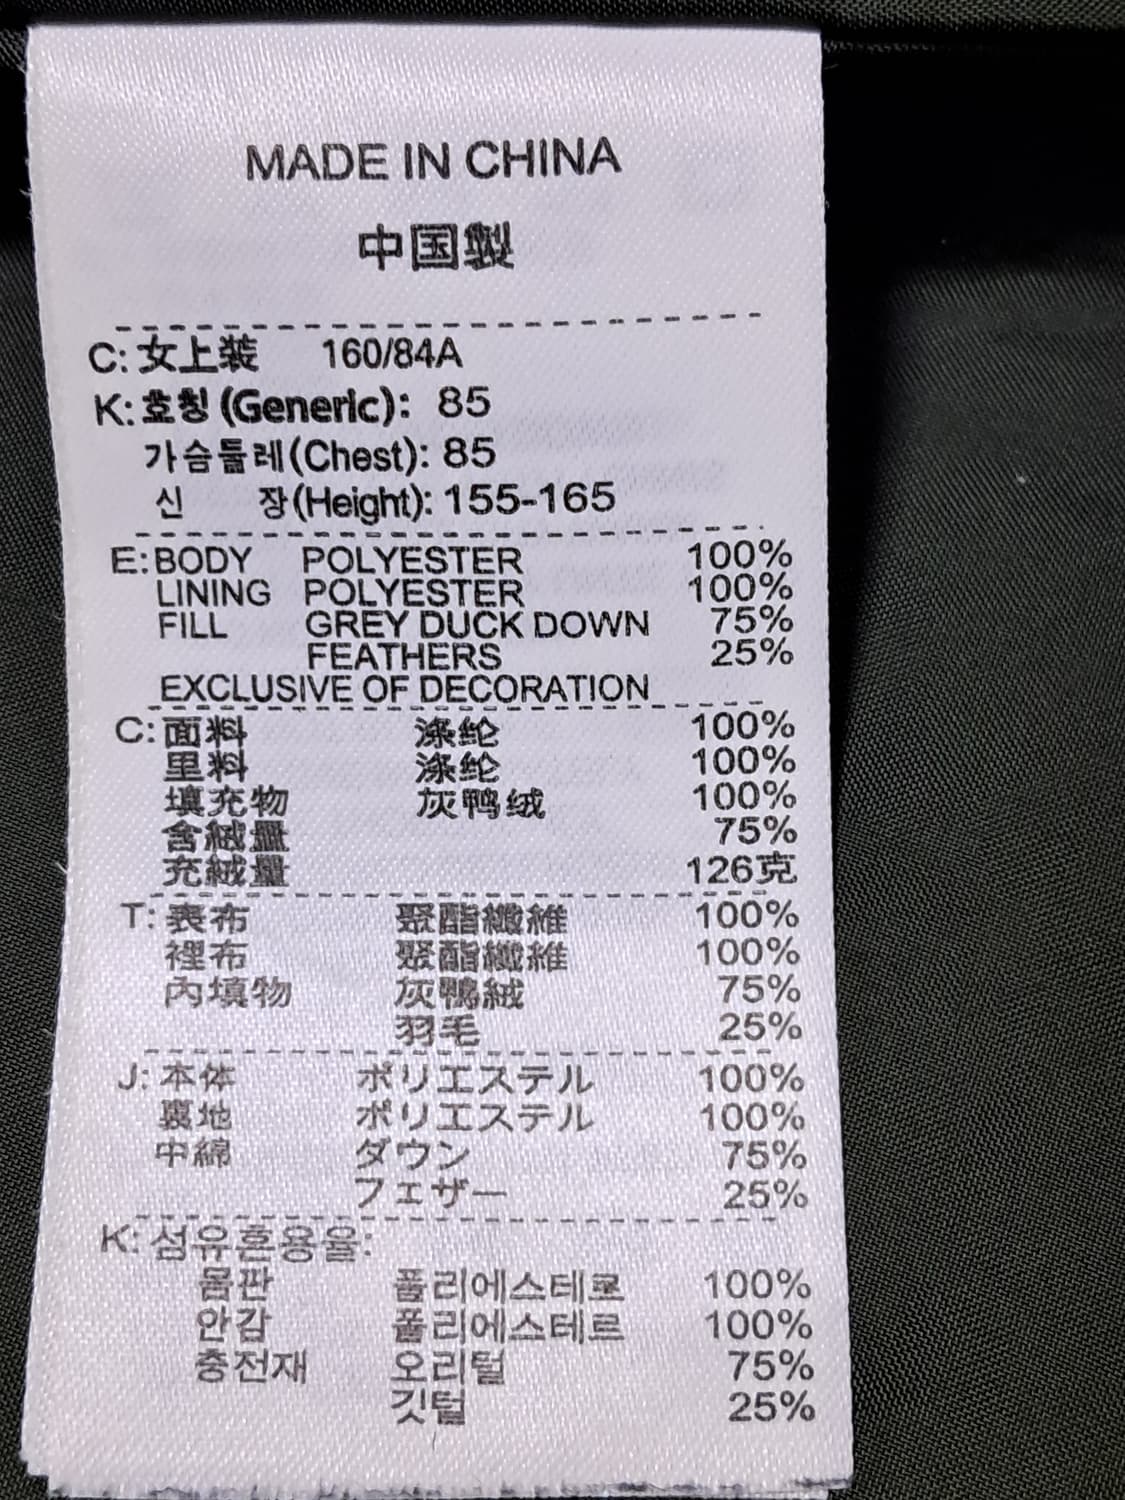 MADE IN CHINA
中国製
C: 女上装 160/84A
K: 호칭 (Generic): 85
가슴둘레(Chest): 85
신 장(Height): 155-165
E: BODY POLYESTER 100%
LINING POLYESTER 100%
FILL GREY DUCK DOWN 75%
FEATHERS 25%
EXCLUSIVE OF DECORATION
C: 面料 涤纶 100%
里料 涤纶 100%
填充物 灰鸭绒 100%
含絨量 75%
充絨量 126克
T: 表布 聚酯纖維 100%
裡布 聚酯纖維 100%
內填物 灰鴨絨 75%
羽毛 25%
J: 本体 ポリエステル 100%
裏地 ポリエステル 100%
中綿 ダウン 75%
フェザー 25%
K: 섬유혼용율:
몸판 폴리에스테르 100%
안감 폴리에스테르 100%
충전재 오리털 75%
깃털 25%